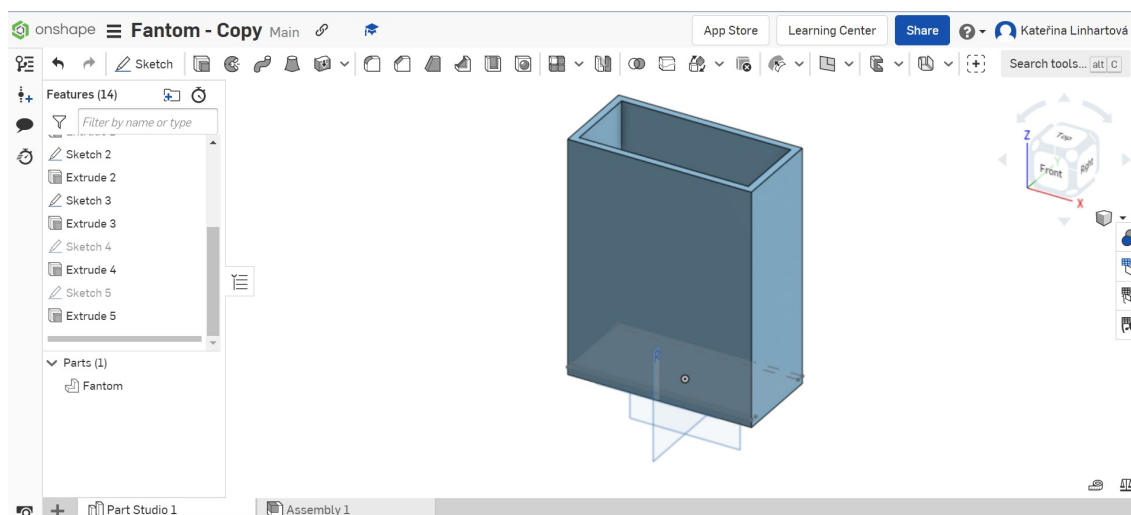 onshape Fantom - Copy Main App Store Learning Center Share Kateřina Linhartová
Sketch Search tools... alt C
Features (14)
Filter by name or type
Sketch 2
Extrude 2
Sketch 3
Extrude 3
Sketch 4
Extrude 4
Sketch 5
Extrude 5
Parts (1)
Fantom
Z
Top
Front
Right
Y
X
Part Studio 1 Assembly 1